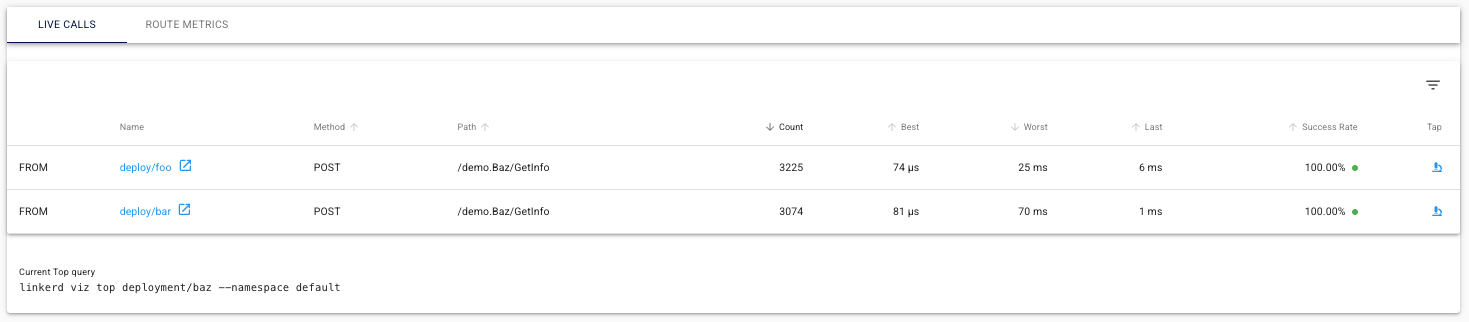 LIVE CALLS ROUTE METRICS
Name Method Path Count Best Worst Last Success Rate Tap
FROM deploy/foo POST /demo.Baz/GetInfo 3225 74 µs 25 ms 6 ms 100.00%
FROM deploy/bar POST /demo.Baz/GetInfo 3074 81 µs 70 ms 1 ms 100.00%
Current Top query
linkerd viz top deployment/baz --namespace default